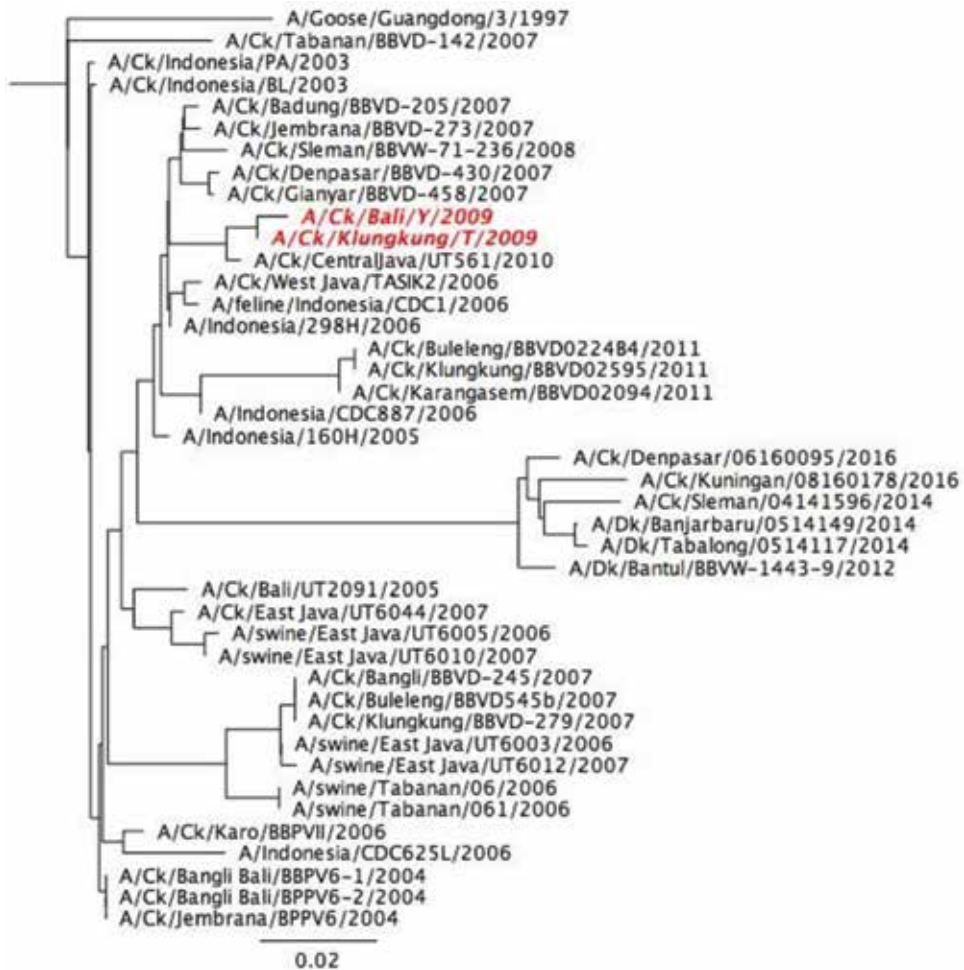 A/Goose/Guangdong/3/1997
A/Ck/Tabanan/BBVD-142/2007
A/Ck/Indonesia/PA/2003
A/Ck/Indonesia/BL/2003
A/Ck/Badung/BBVD-205/2007
A/Ck/Jembrana/BBVD-273/2007
A/Ck/Sleman/BBVW-71-236/2008
A/Ck/Denpasar/BBVD-430/2007
A/Ck/Gianyar/BBVD-458/2007
A/Ck/Bali/Y/2009
A/Ck/Klungkung/T/2009
A/Ck/CentralJava/UT561/2010
A/Ck/West Java/TASIK2/2006
A/feline/Indonesia/CDC1/2006
A/Indonesia/298H/2006
A/Ck/Buleleng/BBVD0224B4/2011
A/Ck/Klungkung/BBVD02595/2011
A/Ck/Karangasem/BBVD02094/2011
A/Indonesia/CDC887/2006
A/Indonesia/160H/2005
A/Ck/Denpasar/06160095/2016
A/Ck/Kuningan/08160178/2016
A/Ck/Sleman/04141596/2014
A/Dk/Banjarbaru/0514149/2014
A/Dk/Tabalong/0514117/2014
A/Dk/Bantul/BBVW-1443-9/2012
A/Ck/Bali/UT2091/2005
A/Ck/East Java/UT6044/2007
A/swine/East Java/UT6005/2006
A/swine/East Java/UT6010/2007
A/Ck/Bangli/BBVD-245/2007
A/Ck/Buleleng/BBVD545b/2007
A/Ck/Klungkung/BBVD-279/2007
A/swine/East Java/UT6003/2006
A/swine/East Java/UT6012/2007
A/swine/Tabanan/06/2006
A/swine/Tabanan/061/2006
A/Ck/Karo/BBPVII/2006
A/Indonesia/CDC625L/2006
A/Ck/Bangli Bali/BBPV6-1/2004
A/Ck/Bangli Bali/BPPV6-2/2004
A/Ck/Jembrana/BPPV6/2004
0.02